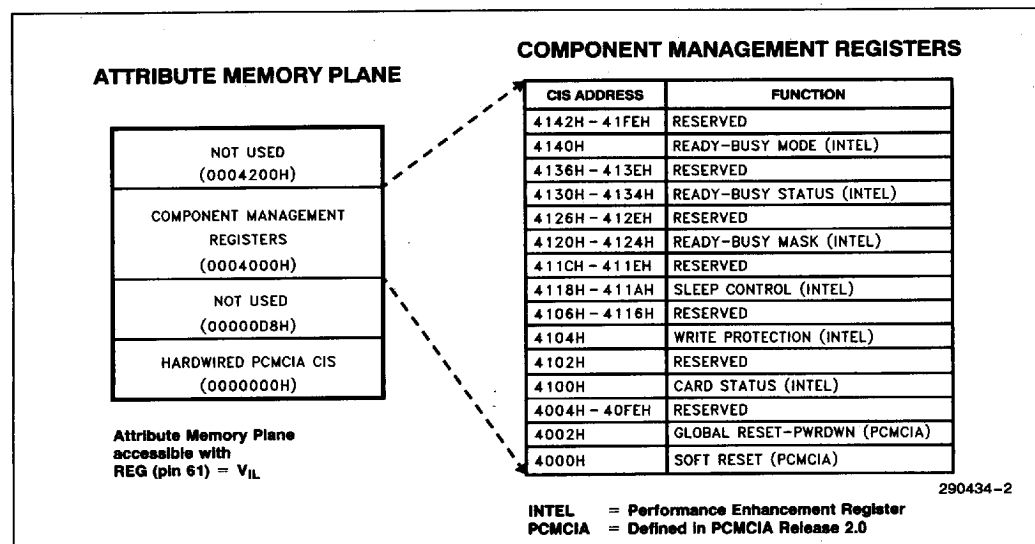 ATTRIBUTE MEMORY PLANE
NOT USED
(0004200H)
COMPONENT MANAGEMENT
REGISTERS
(0004000H)
NOT USED
(00000D8H)
HARDWIRED PCMCIA CIS
(0000000H)
Attribute Memory Plane
accessible with
REG (pin 61) = VIL
COMPONENT MANAGEMENT REGISTERS
CIS ADDRESS FUNCTION
4142H – 41FEH RESERVED
4140H READY-BUSY MODE (INTEL)
4136H – 413EH RESERVED
4130H – 4134H READY-BUSY STATUS (INTEL)
4126H – 412EH RESERVED
4120H – 4124H READY-BUSY MASK (INTEL)
411CH – 411EH RESERVED
4118H – 411AH SLEEP CONTROL (INTEL)
4106H – 4116H RESERVED
4104H WRITE PROTECTION (INTEL)
4102H RESERVED
4100H CARD STATUS (INTEL)
4004H – 40FEH RESERVED
4002H GLOBAL RESET-PWRDWN (PCMCIA)
4000H SOFT RESET (PCMCIA)
290434–2
INTEL = Performance Enhancement Register
PCMCIA = Defined in PCMCIA Release 2.0